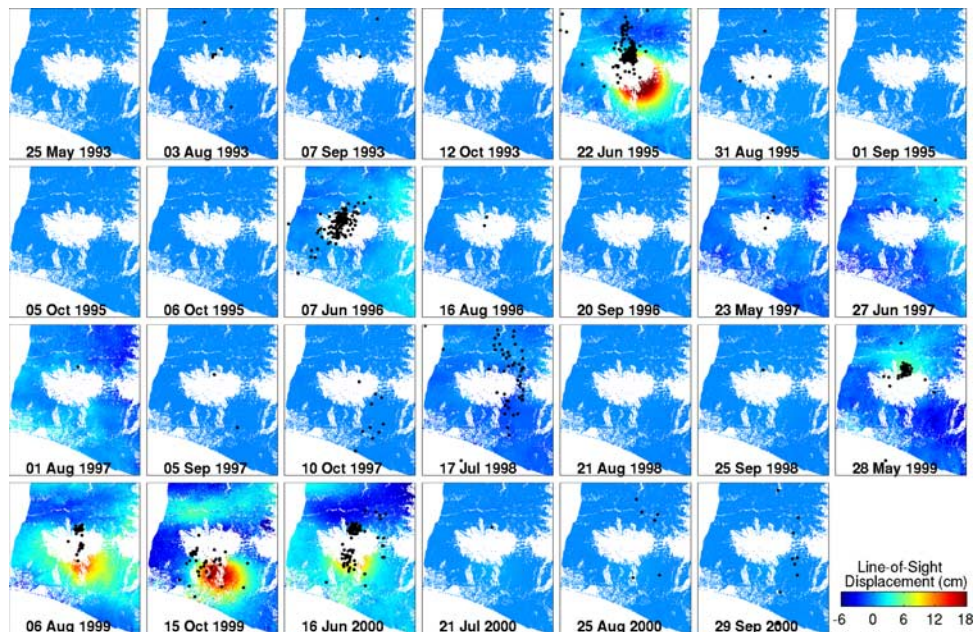 25 May 1993 03 Aug 1993 07 Sep 1993 12 Oct 1993 22 Jun 1995 31 Aug 1995 01 Sep 1995
05 Oct 1995 06 Oct 1995 07 Jun 1996 16 Aug 1998 20 Sep 1996 23 May 1997 27 Jun 1997
01 Aug 1997 05 Sep 1997 10 Oct 1997 17 Jul 1998 21 Aug 1998 25 Sep 1998 28 May 1999
06 Aug 1999 15 Oct 1999 16 Jun 2000 21 Jul 2000 25 Aug 2000 29 Sep 2000
Line-of-Sight
Displacement (cm)
-6 0 6 12 18